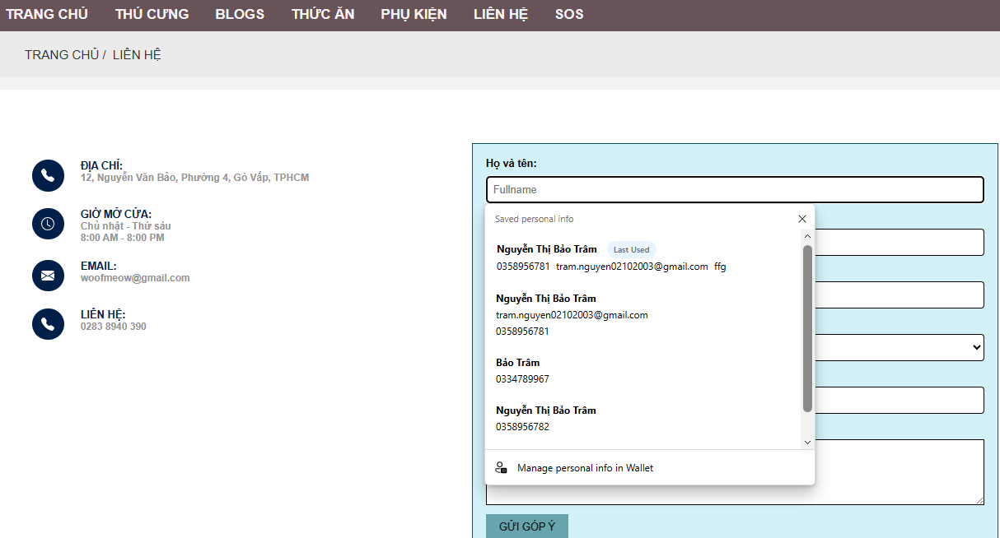 TRANG CHỦ THÚ CƯNG BLOGS THỨC ĂN PHỤ KIỆN LIÊN HỆ SOS
TRANG CHỦ / LIÊN HỆ
ĐỊA CHỈ:
12, Nguyễn Văn Bảo, Phường 4, Gò Vấp, TPHCM
GIỜ MỞ CỬA:
Chủ nhật - Thứ sáu
8:00 AM - 8:00 PM
EMAIL:
woofmeow@gmail.com
LIÊN HỆ:
0283 8940 390
Họ và tên:
Fullname
Saved personal info
Nguyễn Thị Bảo Trâm Last Used
0358956781 tram.nguyen02102003@gmail.com ffg
Nguyễn Thị Bảo Trâm
tram.nguyen02102003@gmail.com
0358956781
Bảo Trâm
0334789967
Nguyễn Thị Bảo Trâm
0358956782
Manage personal info in Wallet
GỬI GÓP Ý